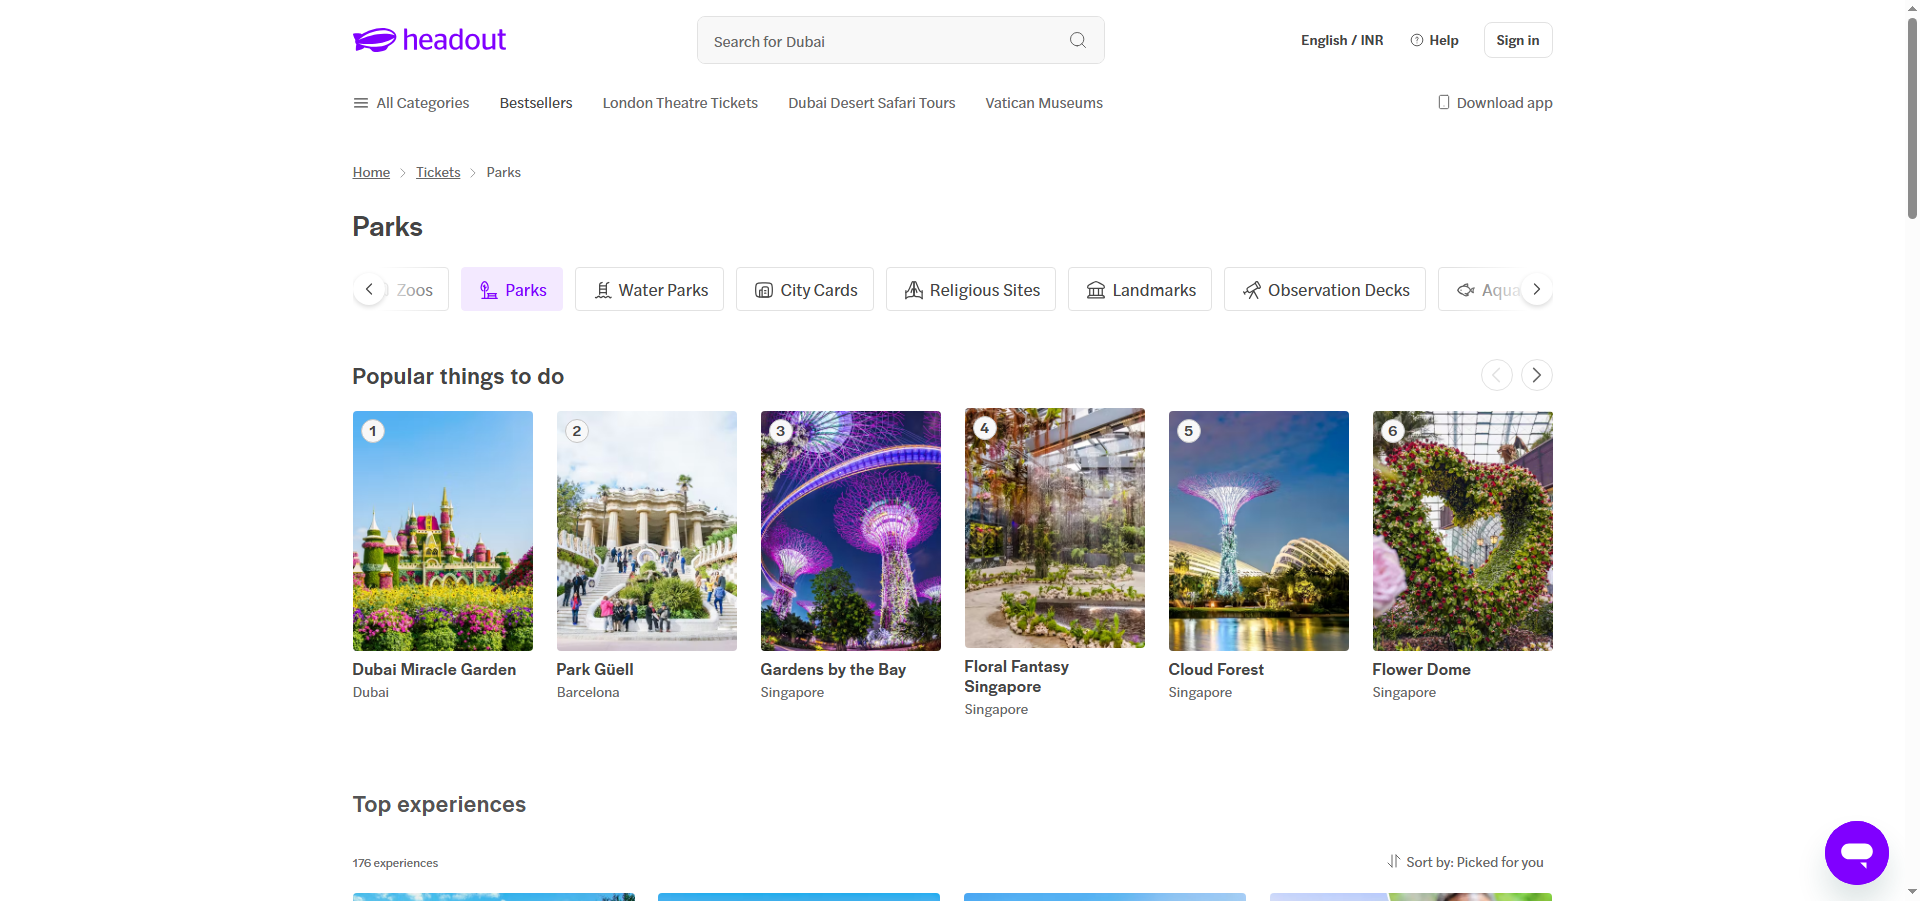 headout
Search for Dubai
English / INR
Help
Sign in
All Categories
Bestsellers
London Theatre Tickets
Dubai Desert Safari Tours
Vatican Museums
Download app
Home
Tickets
Parks
Parks
Zoos
Parks
Water Parks
City Cards
Religious Sites
Landmarks
Observation Decks
Aqua
Popular things to do
1
2
3
4
5
6
Dubai Miracle Garden
Dubai
Park Güell
Barcelona
Gardens by the Bay
Singapore
Floral Fantasy
Singapore
Singapore
Cloud Forest
Singapore
Flower Dome
Singapore
Top experiences
176 experiences
Sort by: Picked for you